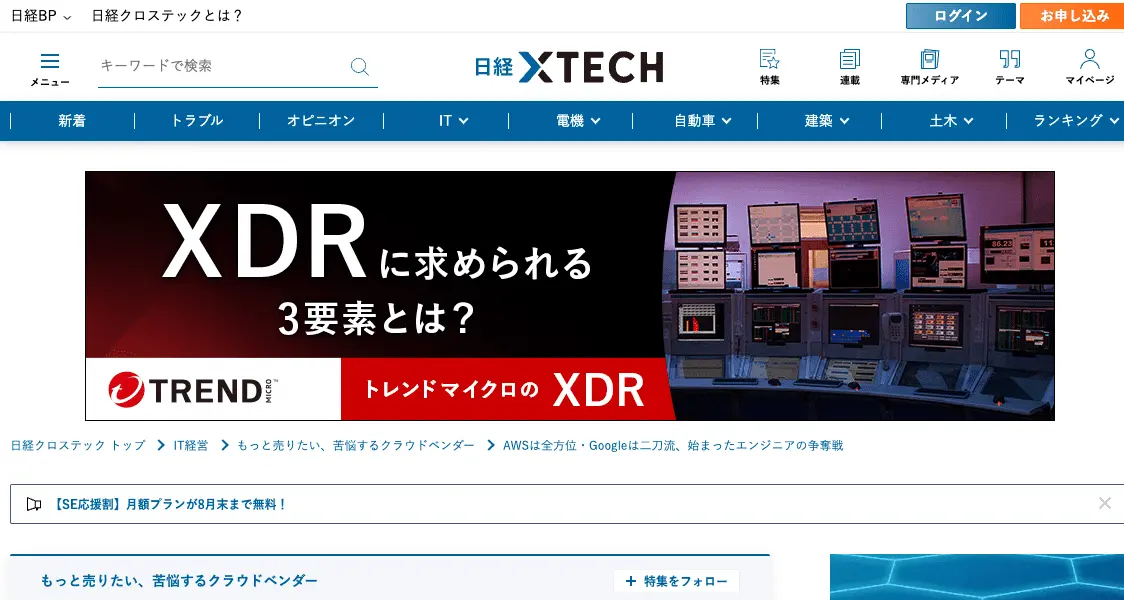 日経BP
日経クロステックとは？
ログイン
お申し込み
メニュー
キーワードで検索
日経XTECH
特集
連載
専門メディア
テーマ
マイページ
新着
トラブル
オピニオン
IT
電機
自動車
建築
土木
ランキング
XDRに求められる
3要素とは？
TREND MICRO™
トレンドマイクロの XDR
日経クロステック トップ
IT経営
もっと売りたい、苦悩するクラウドベンダー
AWSは全方位・Googleは二刀流、始まったエンジニアの争奪戦
【SE応援割】月額プランが8月末まで無料！
もっと売りたい、苦悩するクラウドベンダー
＋ 特集をフォロー